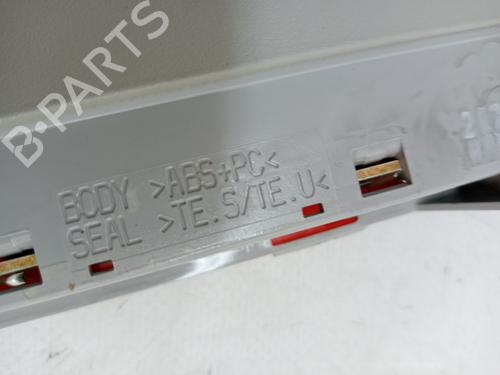 B-PARTS
BODY >ABS+PC<
SEAL >TE.S/TE.U<